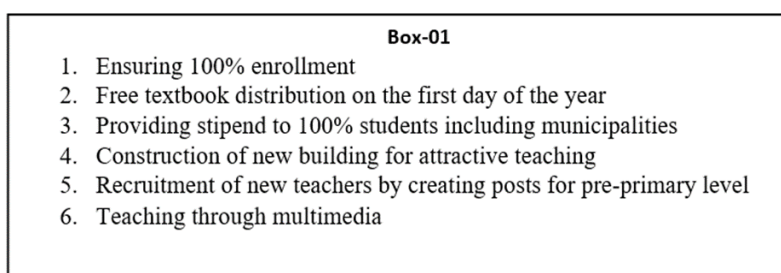 Box-01
1. Ensuring 100% enrollment
2. Free textbook distribution on the first day of the year
3. Providing stipend to 100% students including municipalities
4. Construction of new building for attractive teaching
5. Recruitment of new teachers by creating posts for pre-primary level
6. Teaching through multimedia